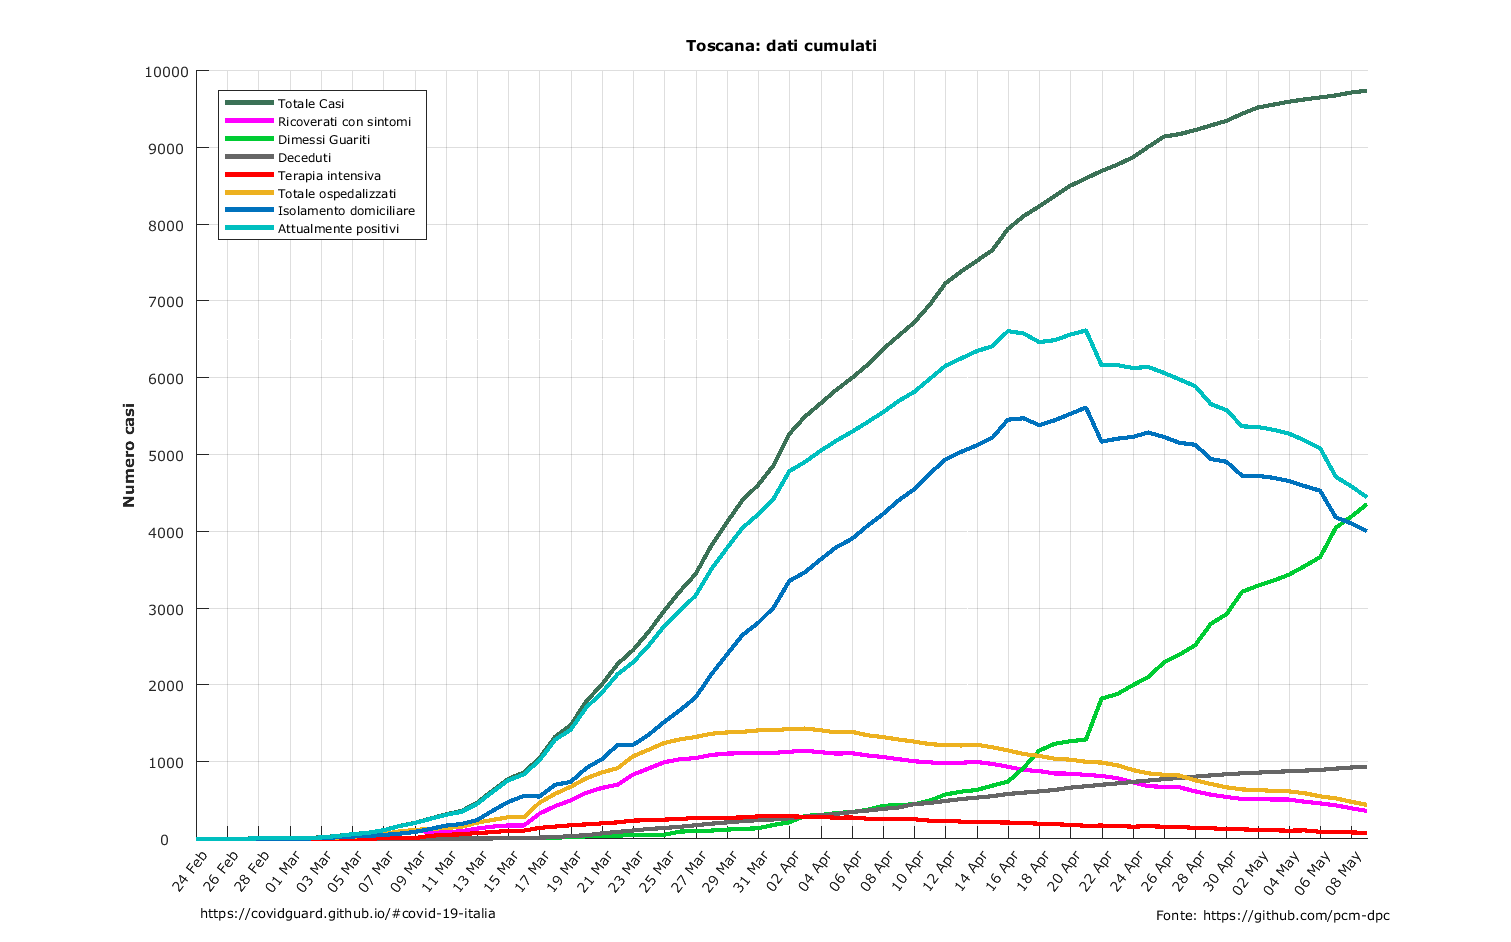 Toscana: dati cumulati
10000
9000
8000
7000
6000
5000
4000
3000
2000
1000
0
Numero casi
Totale Casi
Ricoverati con sintomi
Dimessi Guariti
Deceduti
Terapia intensiva
Totale ospedalizzati
Isolamento domiciliare
Attualmente positivi
24 Feb
26 Feb
28 Feb
01 Mar
03 Mar
05 Mar
07 Mar
09 Mar
11 Mar
13 Mar
15 Mar
17 Mar
19 Mar
21 Mar
23 Mar
25 Mar
27 Mar
29 Mar
31 Mar
02 Apr
04 Apr
06 Apr
08 Apr
10 Apr
12 Apr
14 Apr
16 Apr
18 Apr
20 Apr
22 Apr
24 Apr
26 Apr
28 Apr
30 Apr
02 May
04 May
06 May
08 May
https://covidguard.github.io/#covid-19-italia
Fonte: https://github.com/pcm-dpc